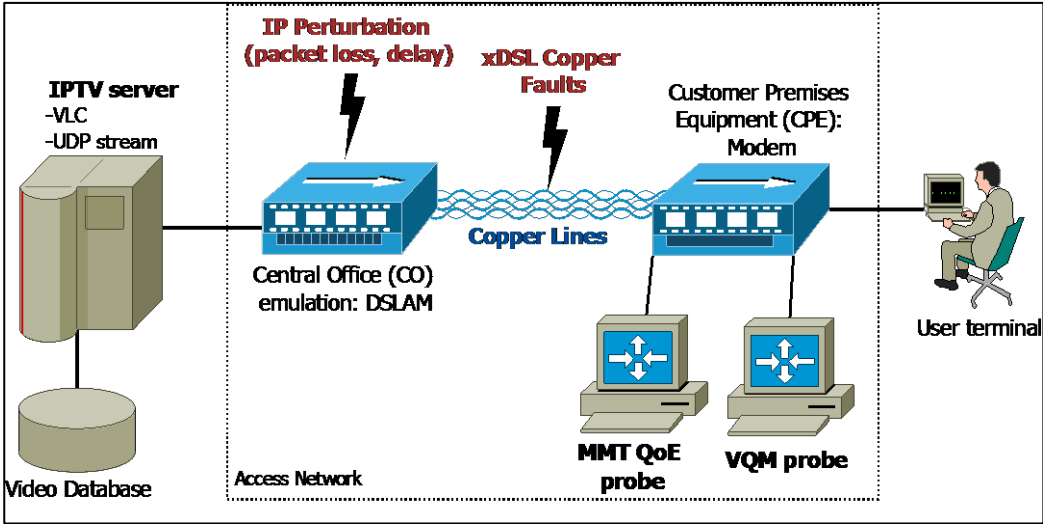 IP Perturbation
(packet loss, delay)
xDSL Copper
Faults
IPTV server
-VLC
-UDP stream
Customer Premises
Equipment (CPE):
Modem
Copper Lines
Central Office (CO)
emulation: DSLAM
User terminal
MMT QoE
probe
VQM probe
Access Network
Video Database